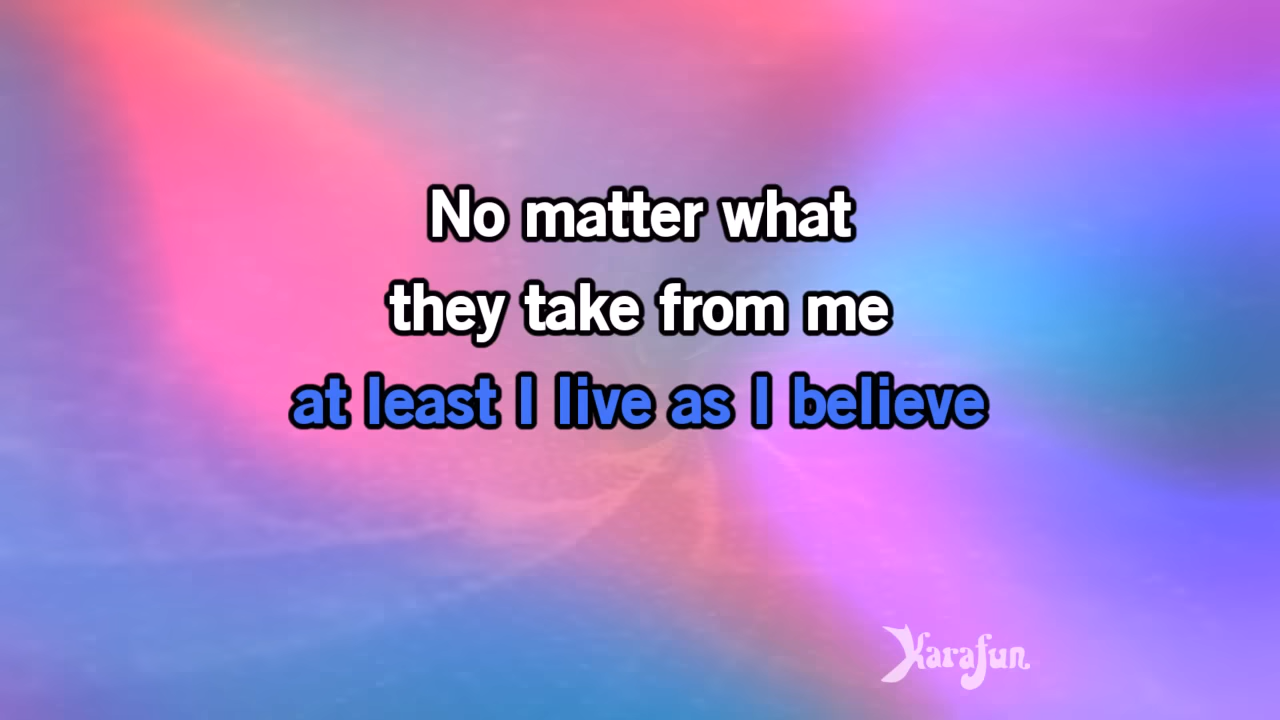 No matter what
they take from me
at least I live as I believe
Karafun